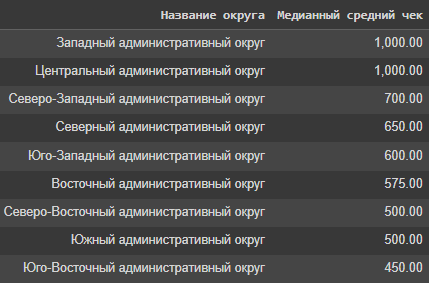 Название округа Медианный средний чек
Западный административный округ 1,000.00
Центральный административный округ 1,000.00
Северо-Западный административный округ 700.00
Северный административный округ 650.00
Юго-Западный административный округ 600.00
Восточный административный округ 575.00
Северо-Восточный административный округ 500.00
Южный административный округ 500.00
Юго-Восточный административный округ 450.00